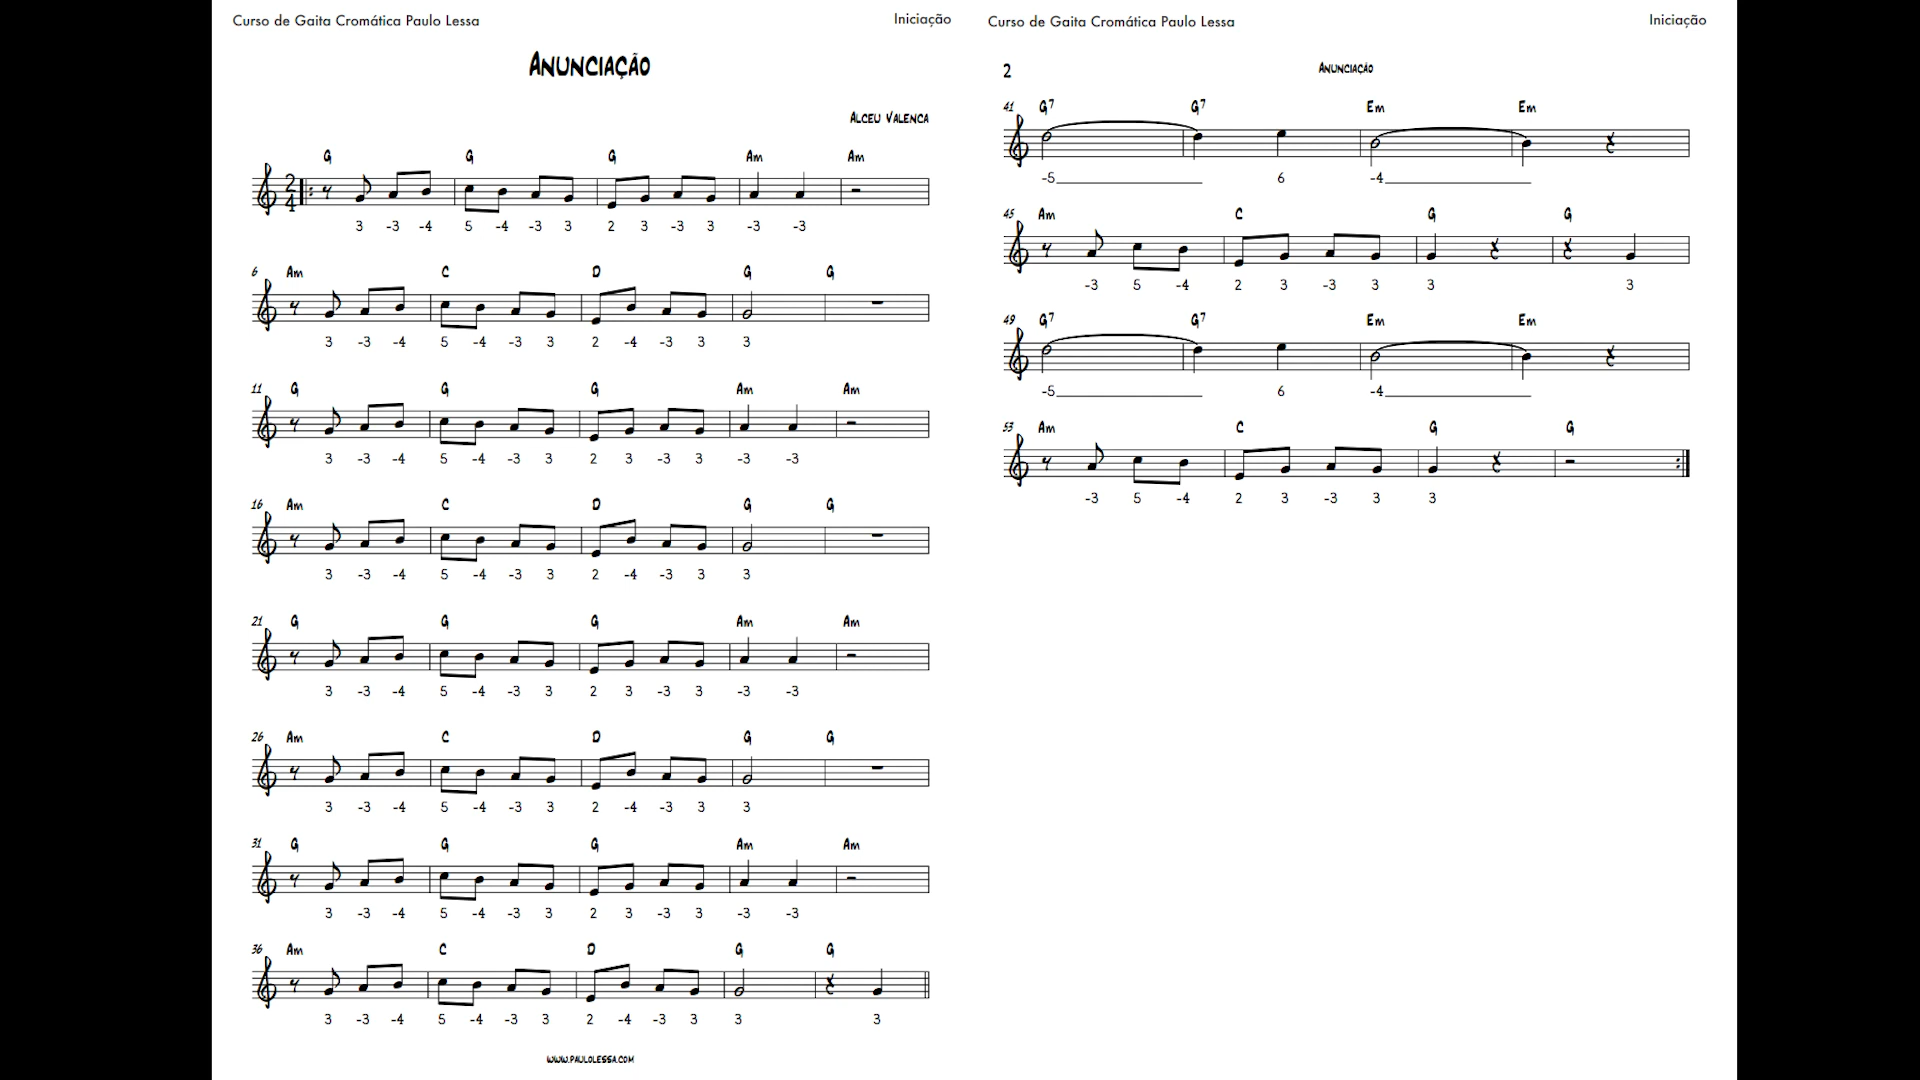 Curso de Gaita Cromática Paulo Lessa
Iniciação
ANUNCIAÇÃO
ALCEU VALENCA
G G G Am Am
2
4
3 -3 -4 5 -4 -3 3 2 3 -3 3 -3 -3
6 Am C D G G
3 -3 -4 5 -4 -3 3 2 -4 -3 3 3
11 G G G Am Am
3 -3 -4 5 -4 -3 3 2 3 -3 3 -3 -3
16 Am C D G G
3 -3 -4 5 -4 -3 3 2 -4 -3 3 3
21 G G G Am Am
3 -3 -4 5 -4 -3 3 2 3 -3 3 -3 -3
26 Am C D G G
3 -3 -4 5 -4 -3 3 2 -4 -3 3 3
31 G G G Am Am
3 -3 -4 5 -4 -3 3 2 3 -3 3 -3 -3
36 Am C D G G
3 -3 -4 5 -4 -3 3 2 -4 -3 3 3 3
WWW.PAULOLESSA.COM
Curso de Gaita Cromática Paulo Lessa
Iniciação
2
ANUNCIAÇÃO
41 G7 G7 Em Em
-5 6 -4
45 Am C G G
-3 5 -4 2 3 -3 3 3 3
49 G7 G7 Em Em
-5 6 -4
53 Am C G G
-3 5 -4 2 3 -3 3 3